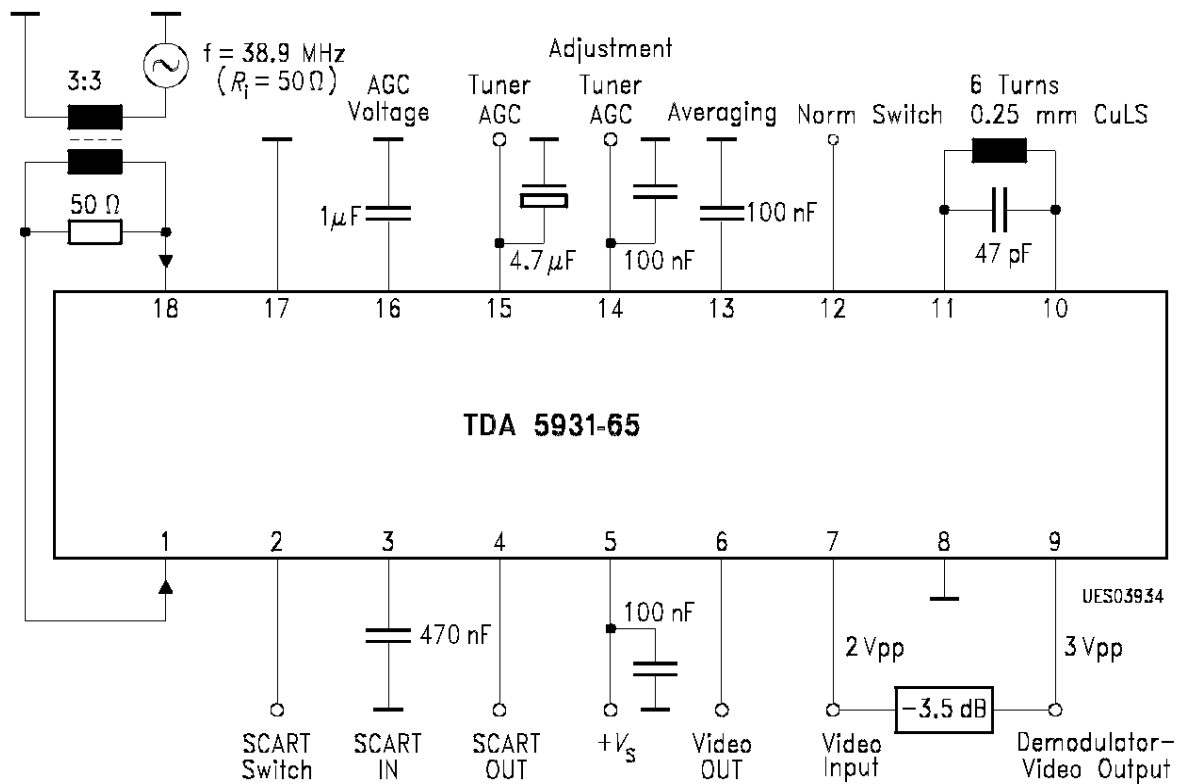 3:3
f = 38.9 MHz
(Ri = 50 Ω)
50 Ω
AGC
Voltage
1μF
Adjustment
Tuner
AGC
Tuner
AGC
4.7 μF
100 nF
Averaging
100 nF
Norm Switch
6 Turns
0.25 mm CuLS
47 pF
18 17 16 15 14 13 12 11 10
TDA 5931-65
1 2 3 4 5 6 7 8 9
UES03934
470 nF
100 nF
2 Vpp
3 Vpp
-3.5 dB
SCART
Switch
SCART
IN
SCART
OUT
+VS
Video
OUT
Video
Input
Demodulator-
Video Output